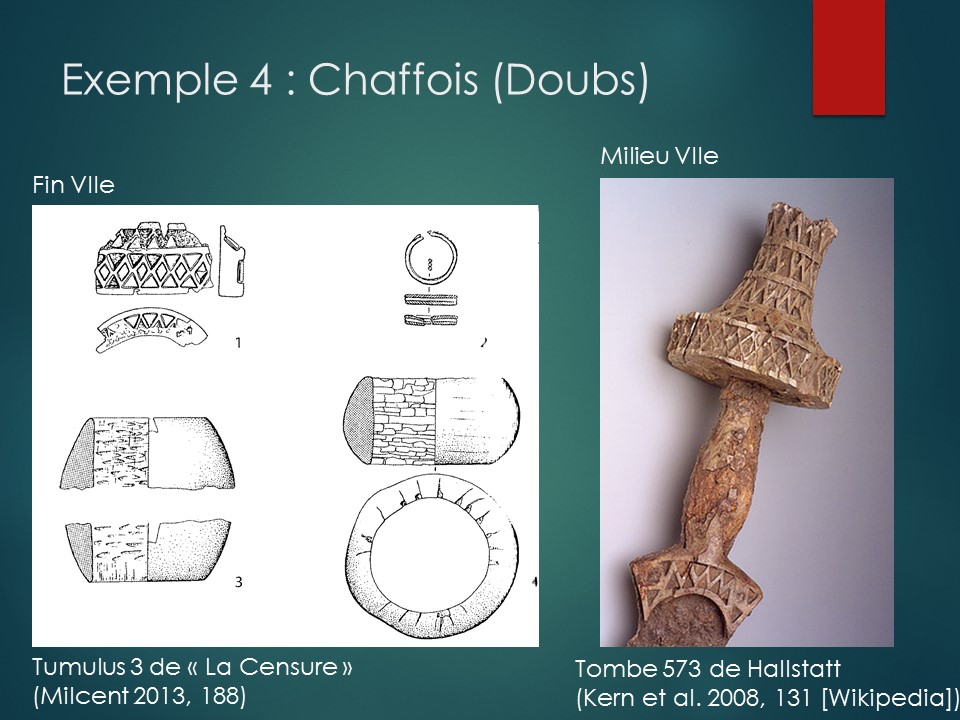 Exemple 4 : Chaffois (Doubs)
Milieu VIIe
Fin VIIe
1
2
3
4
Tumulus 3 de « La Censure »
(Milcent 2013, 188)
Tombe 573 de Hallstatt
(Kern et al. 2008, 131 [Wikipedia])